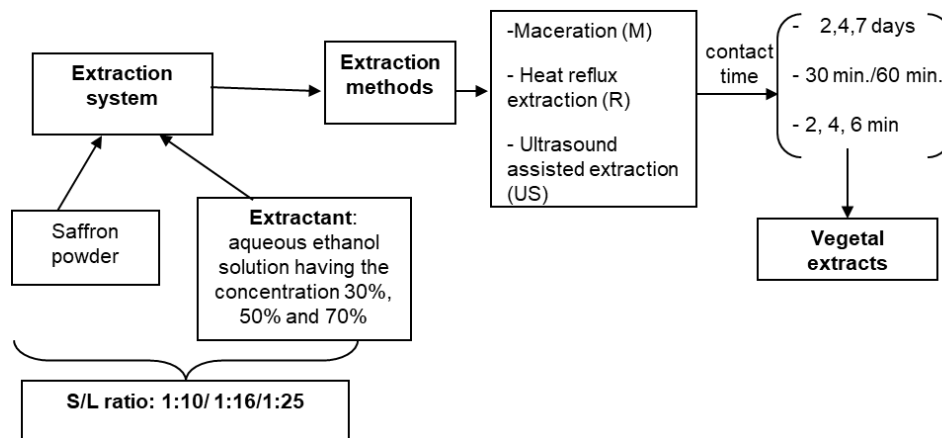 Extraction
system
Extraction
methods
-Maceration (M)
- Heat reflux
extraction (R)
- Ultrasound
assisted extraction
(US)
contact
time
- 2,4,7 days
- 30 min./60 min.
- 2, 4, 6 min
Saffron
powder
Extractant:
aqueous ethanol
solution having the
concentration 30%,
50% and 70%
Vegetal
extracts
S/L ratio: 1:10/ 1:16/1:25